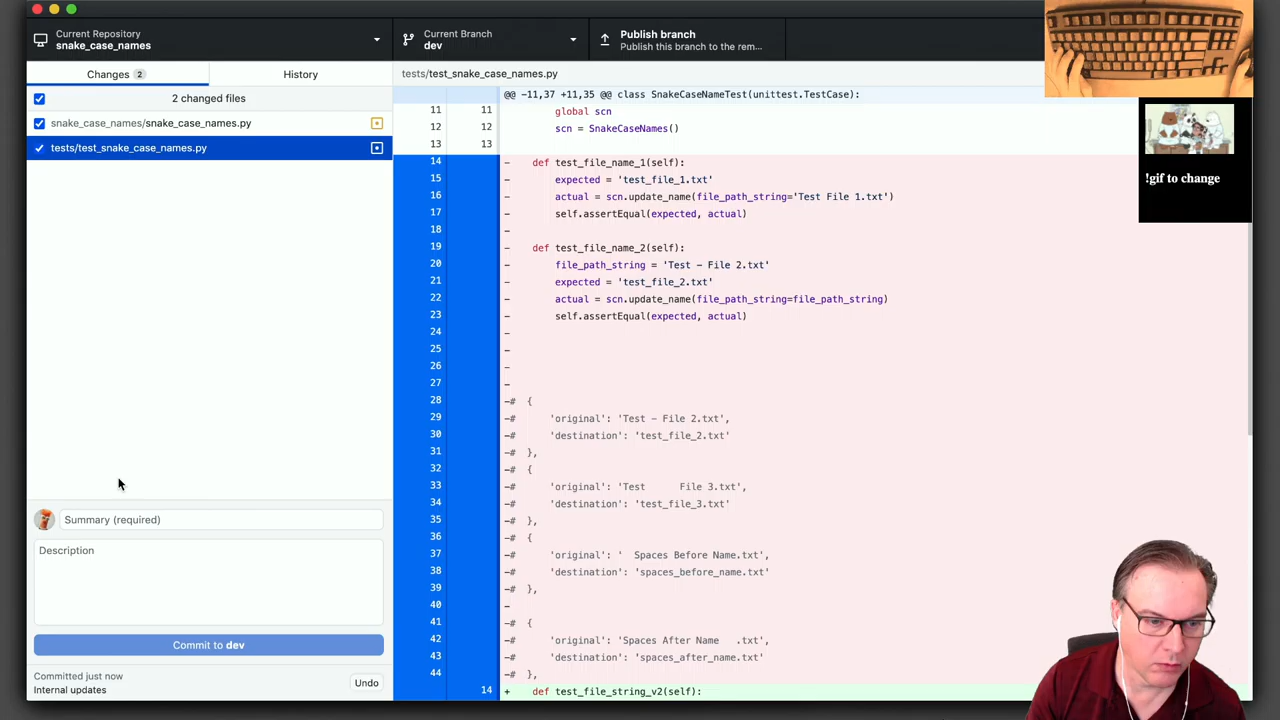 Current Repository
snake_case_names
Current Branch
dev
Publish branch
Publish this branch to the rem...
Changes 2
History
tests/test_snake_case_names.py
2 changed files
snake_case_names/snake_case_names.py
tests/test_snake_case_names.py
@@ -11,37 +11,35 @@ class SnakeCaseNameTest(unittest.TestCase):
11 11 global scn
12 12 scn = SnakeCaseNames()
13 13
14 - def test_file_name_1(self):
15 - expected = 'test_file_1.txt'
16 - actual = scn.update_name(file_path_string='Test File 1.txt')
17 - self.assertEqual(expected, actual)
18 -
19 - def test_file_name_2(self):
20 - file_path_string = 'Test - File 2.txt'
21 - expected = 'test_file_2.txt'
22 - actual = scn.update_name(file_path_string=file_path_string)
23 - self.assertEqual(expected, actual)
24 -
25 -
26 -
27 -
28 -# {
29 -# 'original': 'Test - File 2.txt',
30 -# 'destination': 'test_file_2.txt'
31 -# },
32 -# {
33 -# 'original': 'Test      File 3.txt',
34 -# 'destination': 'test_file_3.txt'
35 -# },
36 -# {
37 -# 'original': '  Spaces Before Name.txt',
38 -# 'destination': 'spaces_before_name.txt'
39 -# },
40 -
41 -# {
42 -# 'original': 'Spaces After Name   .txt',
43 -# 'destination': 'spaces_after_name.txt'
44 -# },
14 + def test_file_string_v2(self):
!gif to change
Summary (required)
Description
Commit to dev
Committed just now
Internal updates
Undo